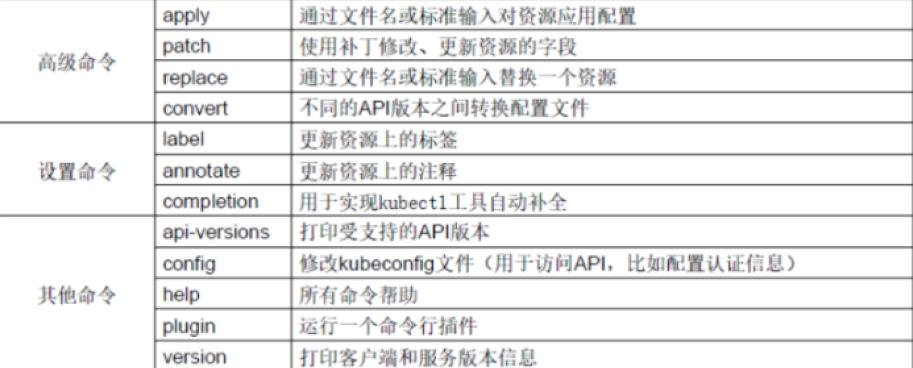 高级命令
apply 通过文件名或标准输入对资源应用配置
patch 使用补丁修改、更新资源的字段
replace 通过文件名或标准输入替换一个资源
convert 不同的API版本之间转换配置文件
设置命令
label 更新资源上的标签
annotate 更新资源上的注释
completion 用于实现kubectl工具自动补全
其他命令
api-versions 打印受支持的API版本
config 修改kubeconfig文件（用于访问API，比如配置认证信息）
help 所有命令帮助
plugin 运行一个命令行插件
version 打印客户端和服务版本信息